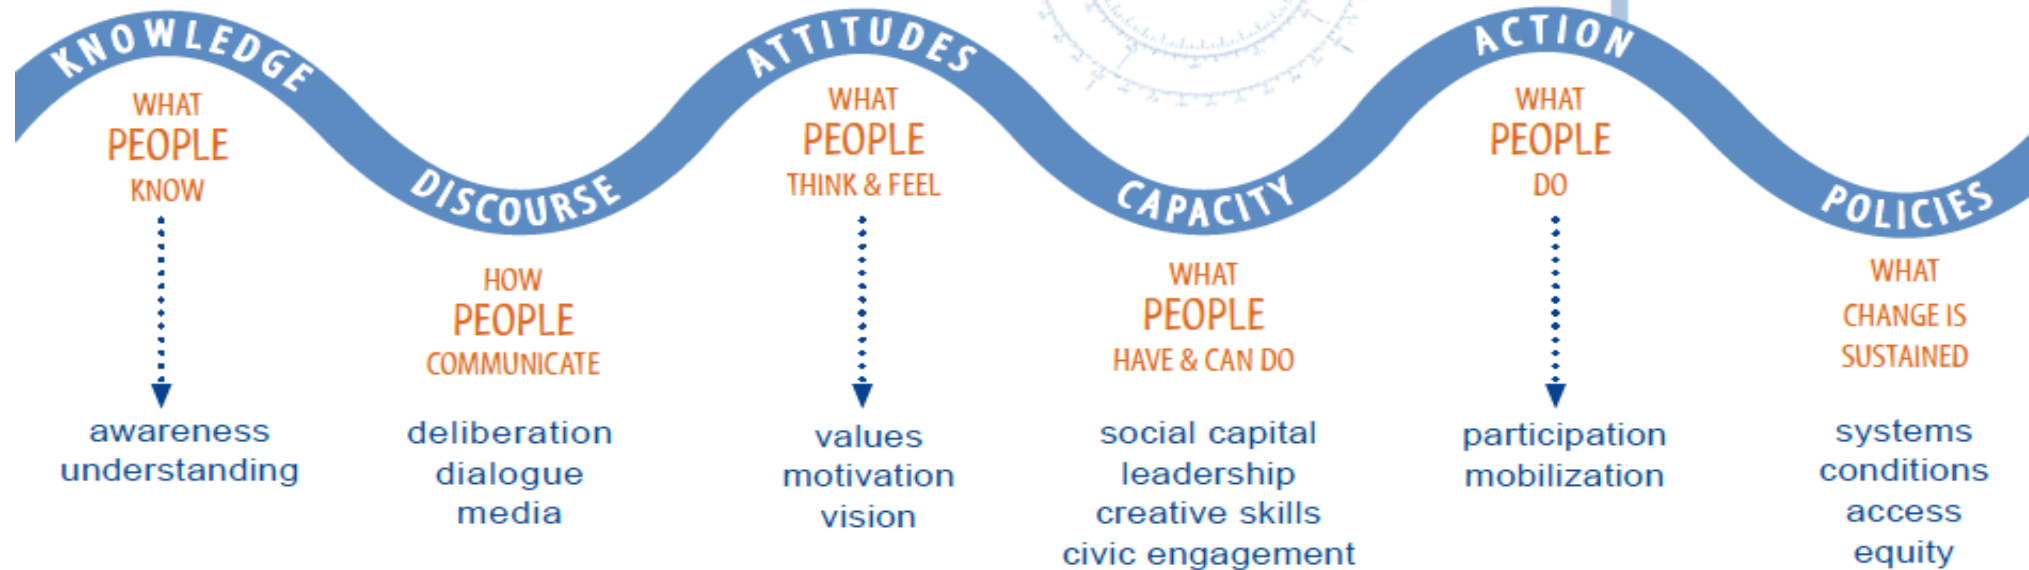 KNOWLEDGE
WHAT
PEOPLE
KNOW
awareness
understanding
DISCOURSE
HOW
PEOPLE
COMMUNICATE
deliberation
dialogue
media
ATTITUDES
WHAT
PEOPLE
THINK & FEEL
values
motivation
vision
CAPACITY
WHAT
PEOPLE
HAVE & CAN DO
social capital
leadership
creative skills
civic engagement
ACTION
WHAT
PEOPLE
DO
participation
mobilization
POLICIES
WHAT
CHANGE IS
SUSTAINED
systems
conditions
access
equity